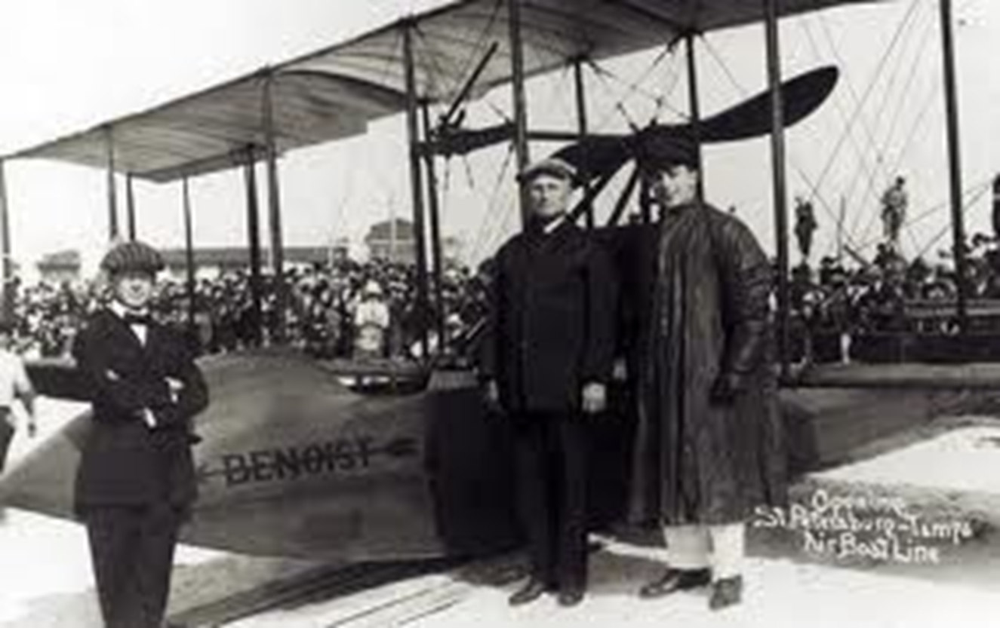 BENOIST
Opening
St. Petersburg-Tampa
Air Boat Line